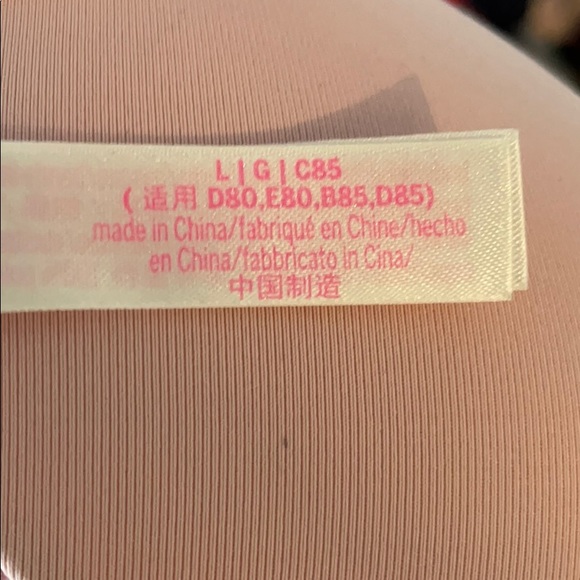 L | G | C85
( 适用 D80,E80,B85,D85)
made in China/fabriqué en Chine/hecho
en China/fabbricato in Cina/
中国制造